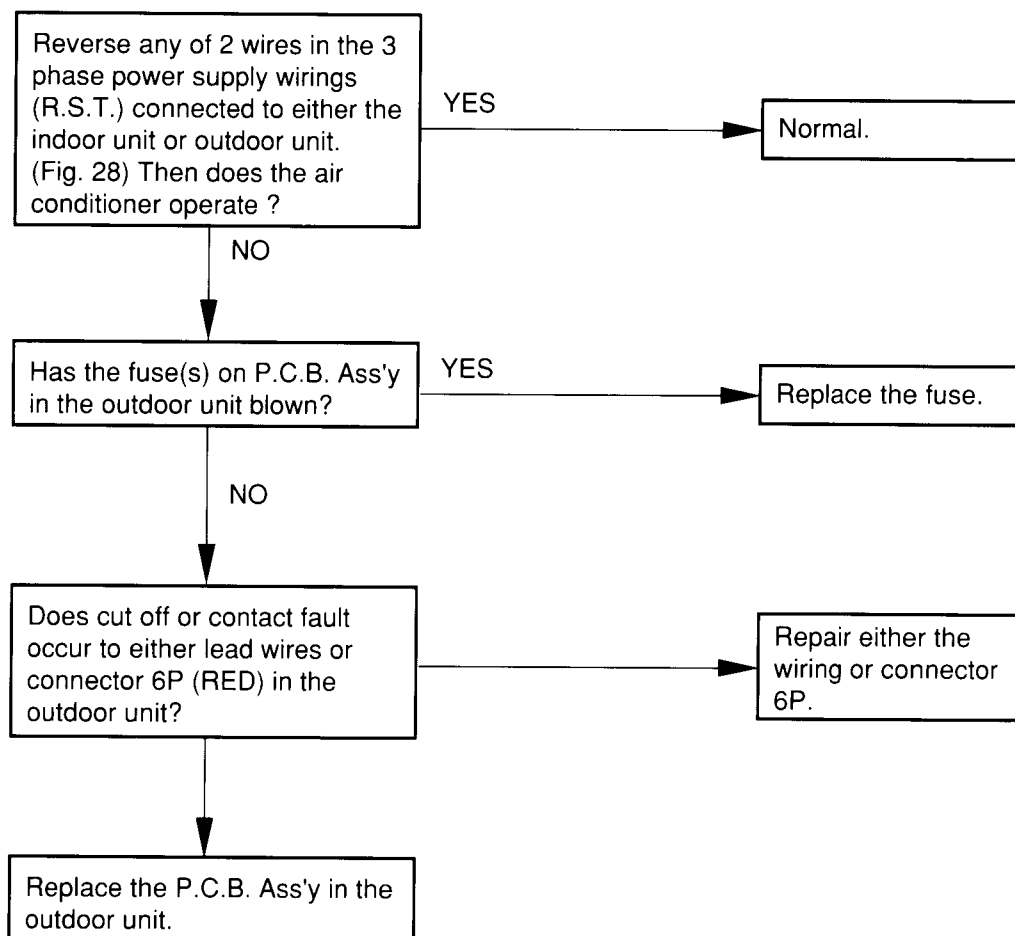 Reverse any of 2 wires in the 3
phase power supply wirings
(R.S.T.) connected to either the
indoor unit or outdoor unit.
(Fig. 28) Then does the air
conditioner operate ?
YES
Normal.
NO
Has the fuse(s) on P.C.B. Ass'y
in the outdoor unit blown?
YES
Replace the fuse.
NO
Does cut off or contact fault
occur to either lead wires or
connector 6P (RED) in the
outdoor unit?
Repair either the
wiring or connector
6P.
Replace the P.C.B. Ass'y in the
outdoor unit.